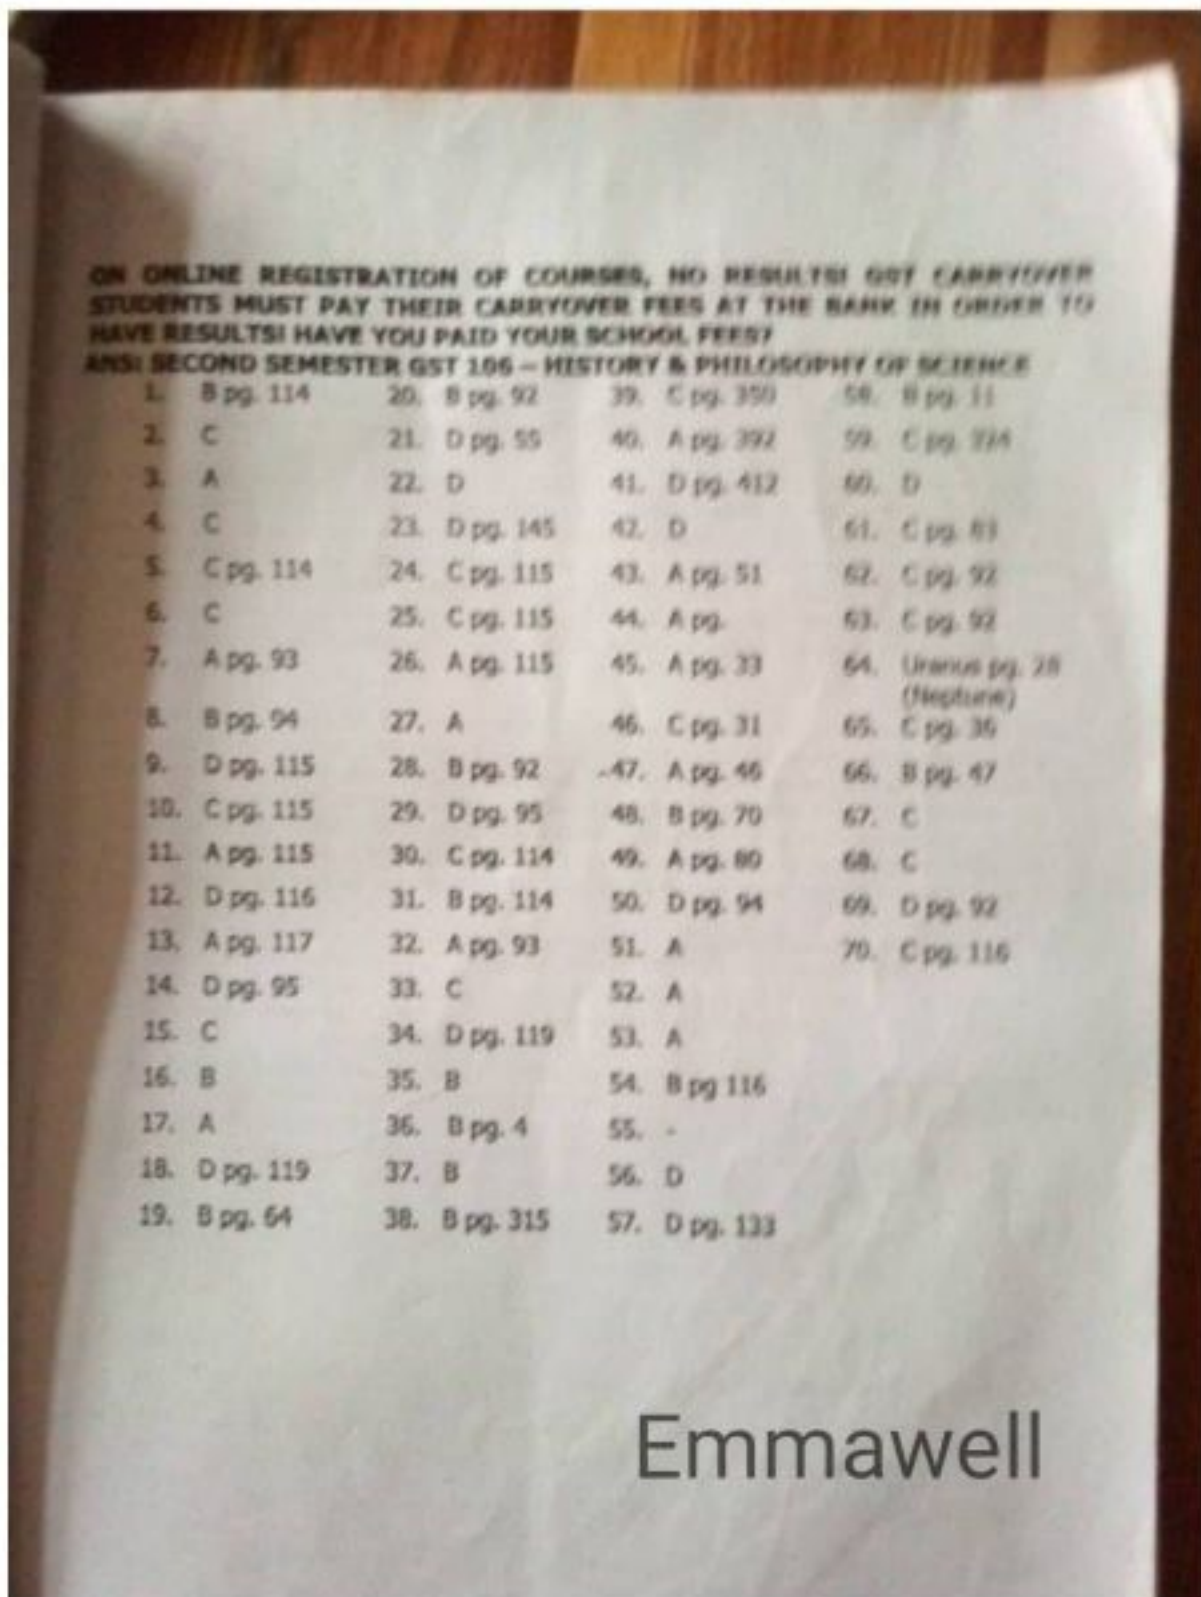 ON ONLINE REGISTRATION OF COURSES, NO RESULTS! GST CARRYOVER
STUDENTS MUST PAY THEIR CARRYOVER FEES AT THE BANK IN ORDER TO
HAVE RESULTS! HAVE YOU PAID YOUR SCHOOL FEES?
ANS: SECOND SEMESTER GST 106 – HISTORY & PHILOSOPHY OF SCIENCE
1. B pg. 114 20. B pg. 92 39. C pg. 350 58. B pg. 11
2. C 21. D pg. 55 40. A pg. 392 59. C pg.
3. A 22. D 41. D pg. 412 60. D
4. C 23. D pg. 145 42. D 61. C pg.
5. C pg. 114 24. C pg. 115 43. A pg. 51 62. C pg. 92
6. C 25. C pg. 115 44. A pg. 63. C pg. 92
7. A pg. 93 26. A pg. 115 45. A pg. 33 64. Uranus pg. 28
(Neptune)
8. B pg. 94 27. A 46. C pg. 31 65. C pg. 36
9. D pg. 115 28. B pg. 92 -47. A pg. 46 66. B pg. 47
10. C pg. 115 29. D pg. 95 48. B pg. 70 67. C
11. A pg. 115 30. C pg. 114 49. A pg. 80 68. C
12. D pg. 116 31. B pg. 114 50. D pg. 94 69. D pg. 92
13. A pg. 117 32. A pg. 93 51. A 70. C pg. 116
14. D pg. 95 33. C 52. A
15. C 34. D pg. 119 53. A
16. B 35. B 54. B pg 116
17. A 36. B pg. 4 55. -
18. D pg. 119 37. B 56. D
19. B pg. 64 38. B pg. 315 57. D pg. 133
Emmawell